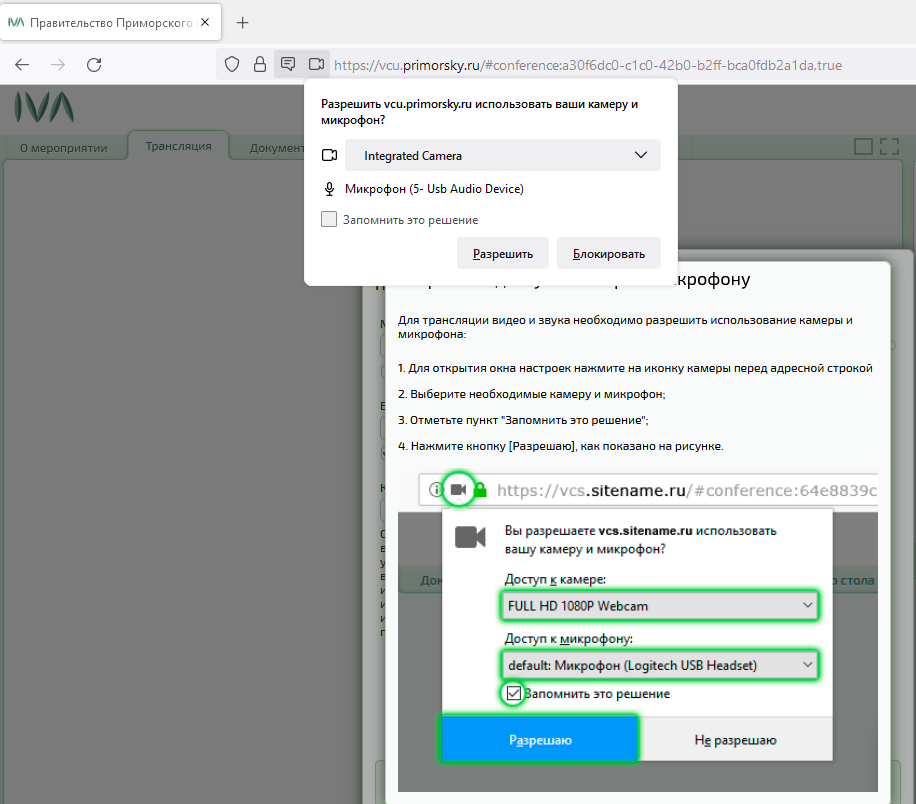 Правительство Приморского
https://vcu.primorsky.ru/#conference:a30f6dc0-c1c0-42b0-b2ff-bca0fdb2a1da,true
IVA
О мероприятии
Трансляция
Документ
Разрешить vcu.primorsky.ru использовать ваши камеру и
микрофон?
Integrated Camera
Микрофон (5- Usb Audio Device)
Запомнить это решение
Разрешить
Блокировать
крофону
Для трансляции видео и звука необходимо разрешить использование камеры и
микрофона:
1. Для открытия окна настроек нажмите на иконку камеры перед адресной строкой
2. Выберите необходимые камеру и микрофон;
3. Отметьте пункт "Запомнить это решение";
4. Нажмите кнопку [Разрешаю], как показано на рисунке.
https://vcs.sitename.ru/#conference:64e8839c
Вы разрешаете vcs.sitename.ru использовать
вашу камеру и микрофон?
Док
о стола
Доступ к камере:
FULL HD 1080P Webcam
Доступ к микрофону:
default: Микрофон (Logitech USB Headset)
Запомнить это решение
Разрешаю
Не разрешаю